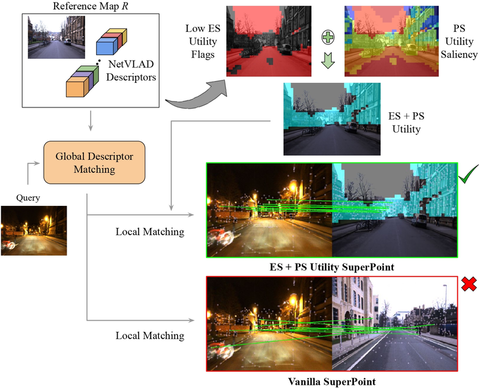 Reference Map R
NetVLAD
Descriptors
Low ES
Utility
Flags
PS
Utility
Saliency
ES + PS
Utility
Global Descriptor
Matching
Query
Local Matching
ES + PS Utility SuperPoint
Local Matching
Vanilla SuperPoint